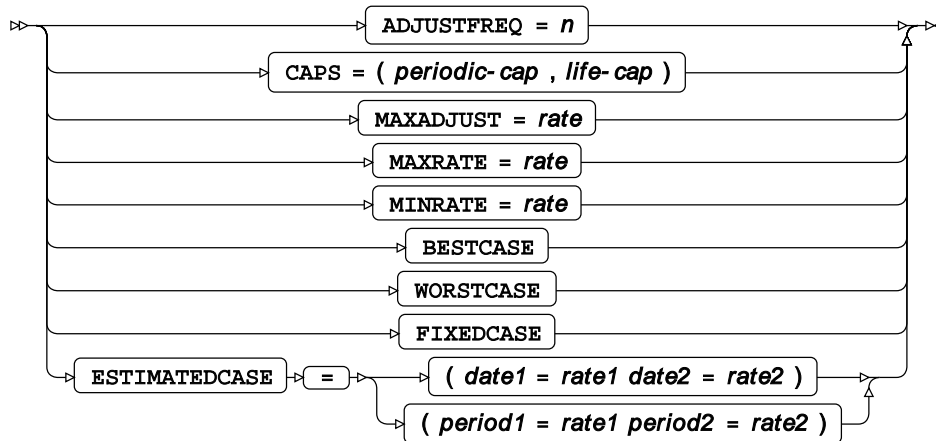 ADJUSTFREQ = n
CAPS = ( periodic-cap , life-cap )
MAXADJUST = rate
MAXRATE = rate
MINRATE = rate
BESTCASE
WORSTCASE
FIXEDCASE
ESTIMATEDCASE = ( date1 = rate1 date2 = rate2 )
( period1 = rate1 period2 = rate2 )